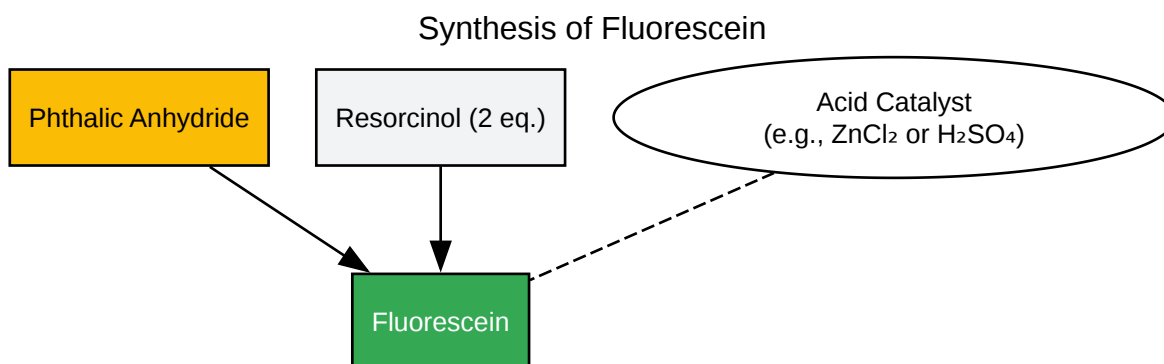 Synthesis of Fluorescein
Phthalic Anhydride
Resorcinol (2 eq.)
Acid Catalyst
(e.g., ZnCl₂ or H₂SO₄)
Fluorescein